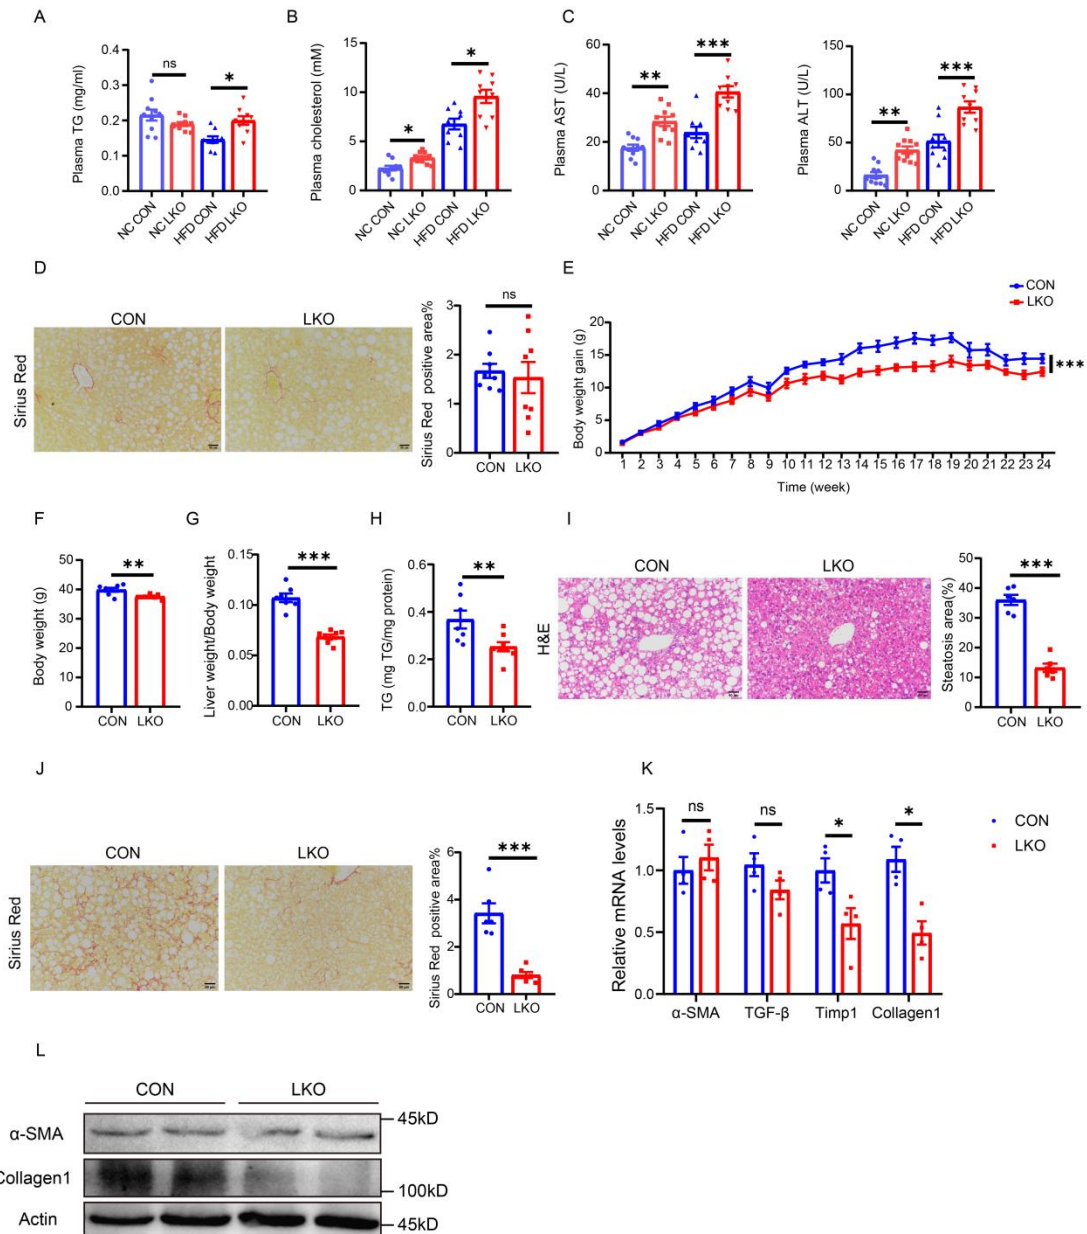 A
Plasma TG (mg/ml)
0.4
0.3
0.2
0.1
0.0
ns
*
NC CON
NC LKO
HFD CON
HFD LKO
B
Plasma cholesterol (mM)
15
10
5
0
*
*
NC CON
NC LKO
HFD CON
HFD LKO
C
Plasma AST (U/L)
60
40
20
0
**
***
NC CON
NC LKO
HFD CON
HFD LKO
Plasma ALT (U/L)
150
100
50
0
**
***
NC CON
NC LKO
HFD CON
HFD LKO
D
CON
LKO
Sirius Red
Sirius Red positive area%
3
2
1
0
ns
CON
LKO
E
CON
LKO
Body weight gain (g)
20
15
10
5
0
***
1 2 3 4 5 6 7 8 9 10 11 12 13 14 15 16 17 18 19 20 21 22 23 24
Time (week)
F
Body weight (g)
50
40
30
20
10
0
**
CON
LKO
G
Liver weight/Body weight
0.15
0.10
0.05
0.00
***
CON
LKO
H
TG (mg TG/mg protein)
0.6
0.4
0.2
0.0
**
CON
LKO
I
CON
LKO
H&E
Steatosis area(%)
50
40
30
20
10
0
***
CON
LKO
J
CON
LKO
Sirius Red
Sirius Red positive area%
6
4
2
0
***
CON
LKO
K
Relative mRNA levels
1.5
1.0
0.5
0.0
ns
ns
*
*
α-SMA
TGF-β
Timp1
Collagen1
CON
LKO
L
CON
LKO
α-SMA
45kD
Collagen1
100kD
Actin
45kD